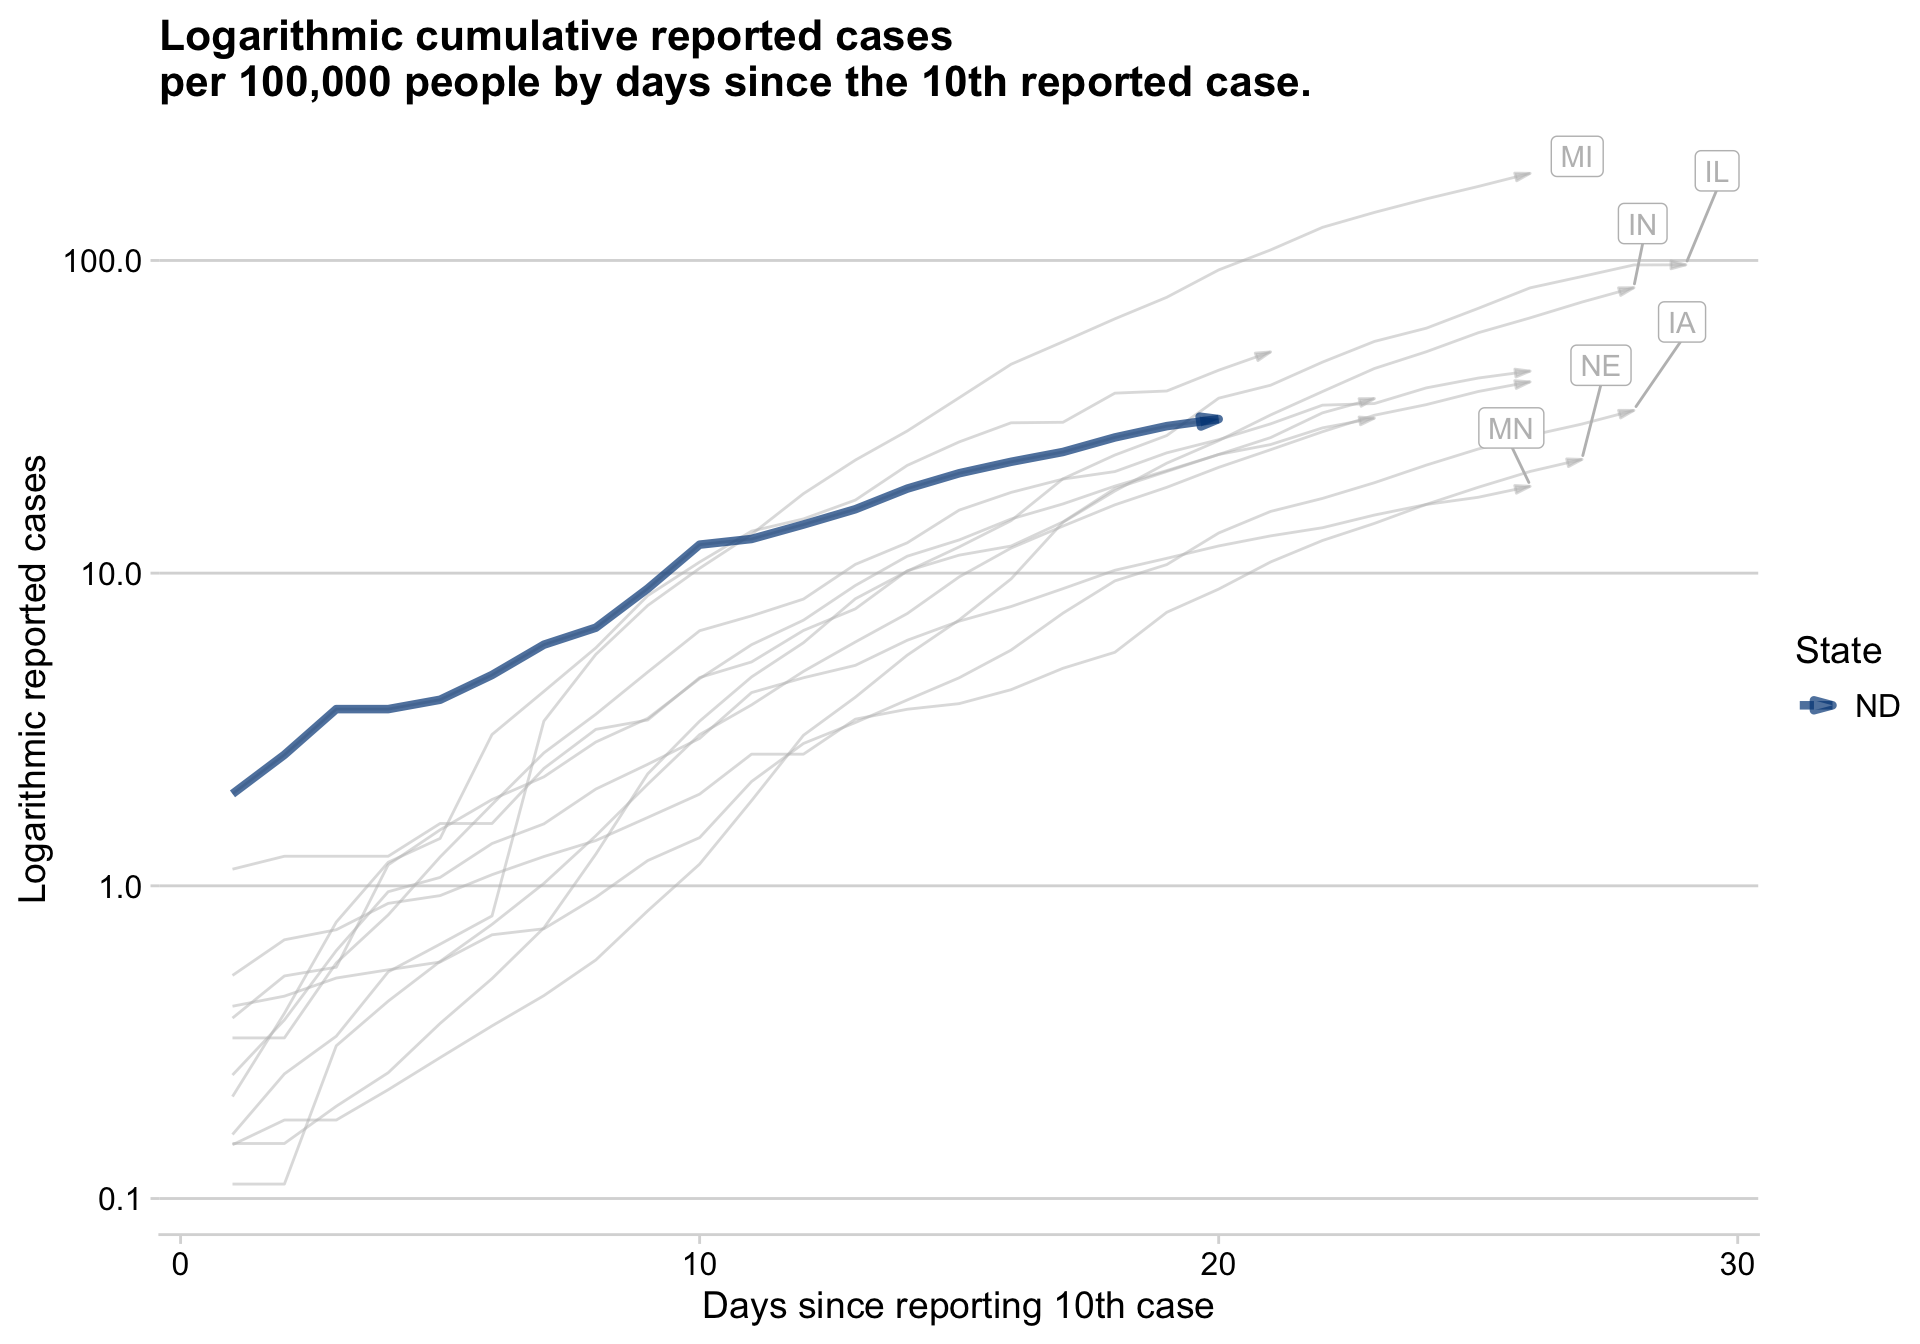 Logarithmic cumulative reported cases
per 100,000 people by days since the 10th reported case.
MI
IL
IN
IA
NE
MN
100.0
10.0
1.0
0.1
Logarithmic reported cases
0
10
20
30
Days since reporting 10th case
State
ND